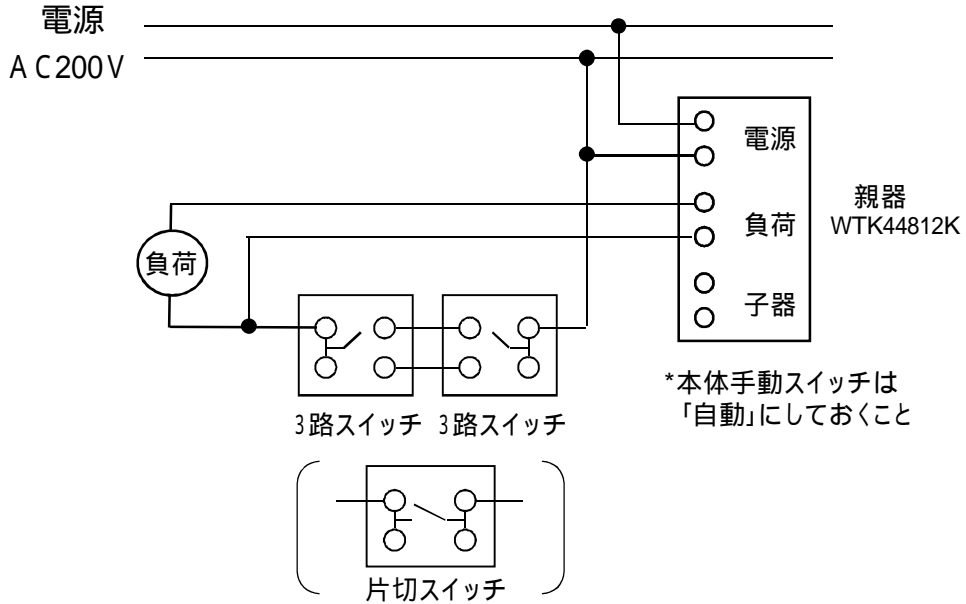 電源
AC200V
電源
負荷
子器
親器
WTK44812K
負荷
*本体手動スイッチは
「自動」にしておくこと
3路スイッチ 3路スイッチ
片切スイッチ